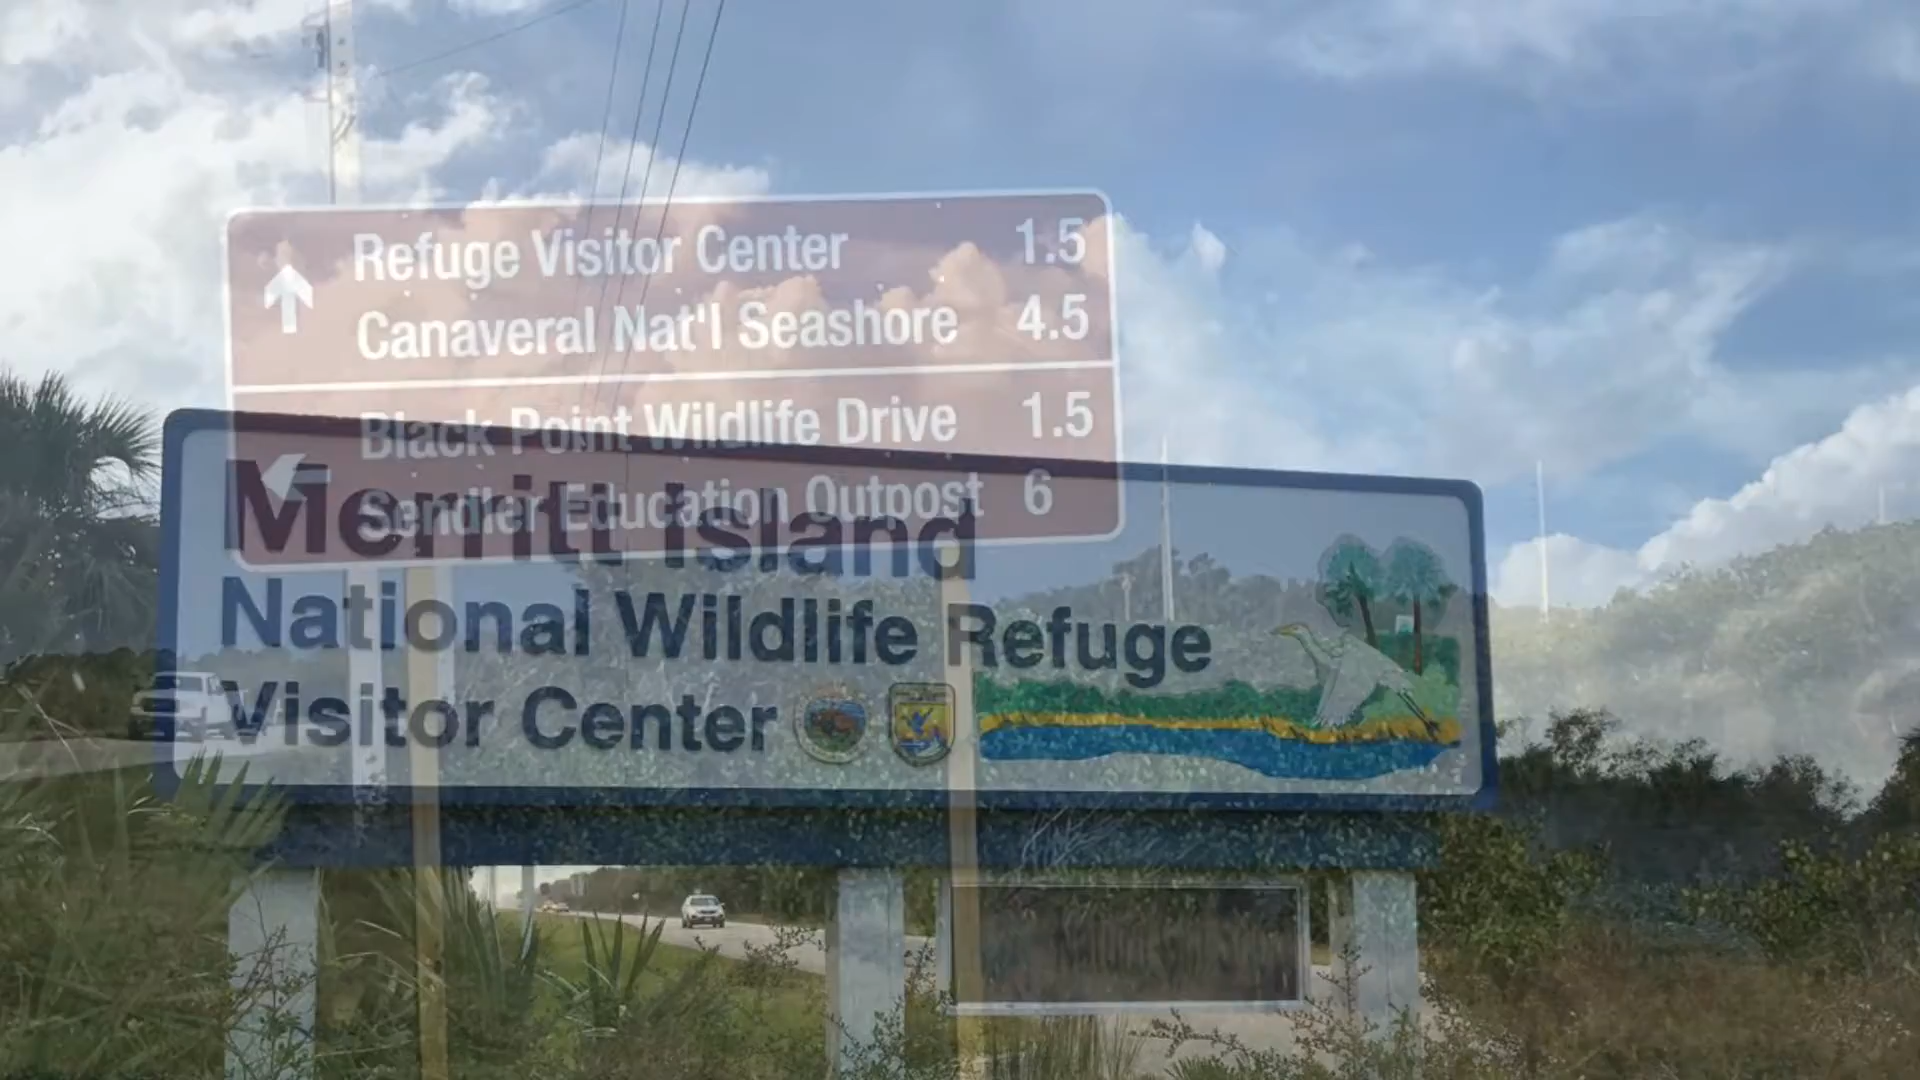 Refuge Visitor Center 1.5
Canaveral Nat'l Seashore 4.5
Black Point Wildlife Drive 1.5
Sendler Education Outpost 6
Merritt Island
National Wildlife Refuge
Visitor Center